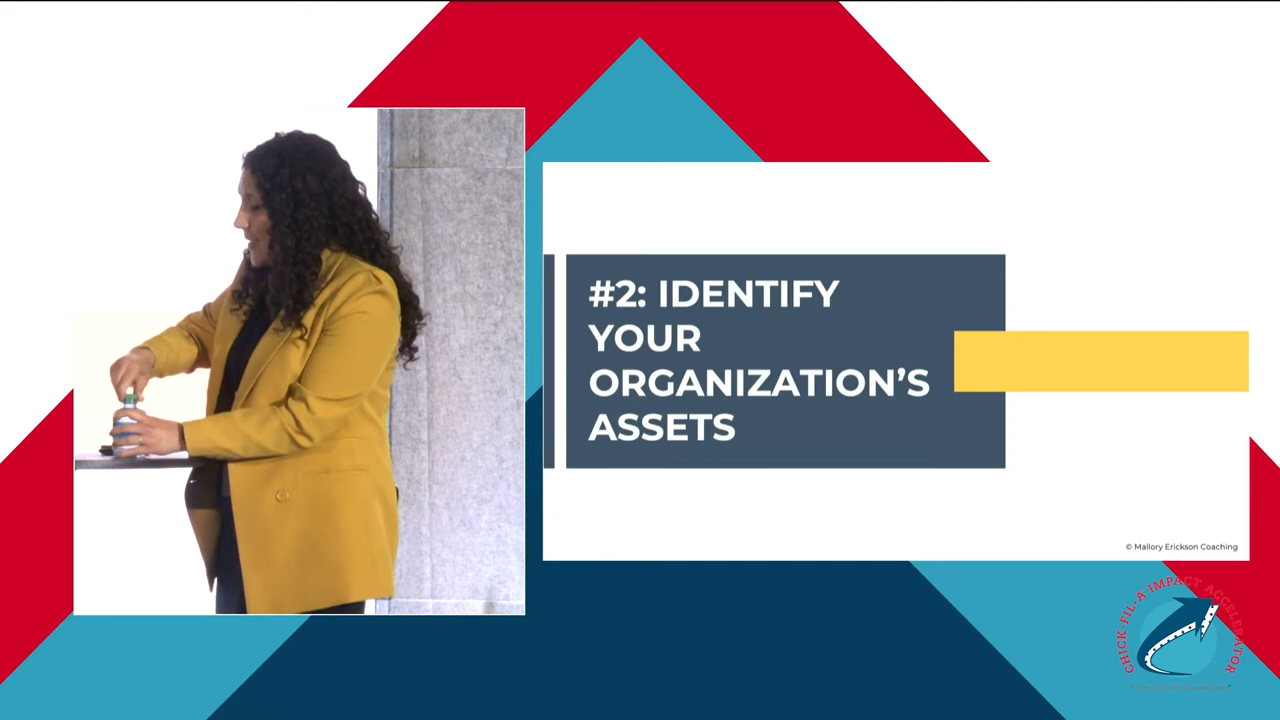 #2: IDENTIFY
YOUR
ORGANIZATION’S
ASSETS
© Mallory Erickson Coaching
CHICK-FIL-A IMPACT ACCELERATOR